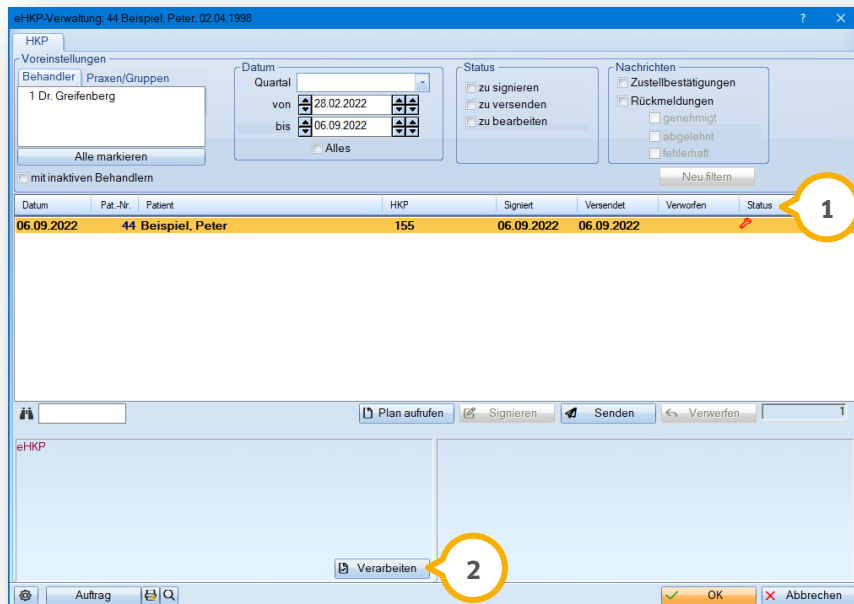 eHKP-Verwaltung: 44 Beispiel, Peter, 02.04.1998 ?
HKP
Voreinstellungen
Behandler Praxen/Gruppen
1 Dr. Greifenberg
Alle markieren
mit inaktiven Behandlern
Datum
Quartal
von 28.02.2022
bis 06.09.2022
Alles
Status
zu signieren
zu versenden
zu bearbeiten
Nachrichten
Zustellbestätigungen
Rückmeldungen
genehmigt
abgelehnt
fehlerhaft
Neu filtern
Datum Pat.-Nr. Patient HKP Signiert Versendet Verworfen Status
1
06.09.2022 44 Beispiel, Peter 155 06.09.2022 06.09.2022
Plan aufrufen Signieren Senden Verwerfen 1
eHKP
Verarbeiten
2
Auftrag OK Abbrechen